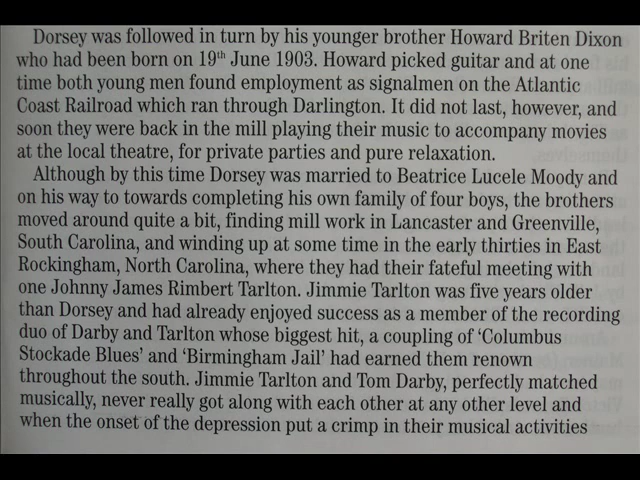 Dorsey was followed in turn by his younger brother Howard Briten Dixon
who had been born on 19th June 1903. Howard picked guitar and at one
time both young men found employment as signalmen on the Atlantic
Coast Railroad which ran through Darlington. It did not last, however, and
soon they were back in the mill playing their music to accompany movies
at the local theatre, for private parties and pure relaxation.
Although by this time Dorsey was married to Beatrice Lucele Moody and
on his way to towards completing his own family of four boys, the brothers
moved around quite a bit, finding mill work in Lancaster and Greenville,
South Carolina, and winding up at some time in the early thirties in East
Rockingham, North Carolina, where they had their fateful meeting with
one Johnny James Rimbert Tarlton. Jimmie Tarlton was five years older
than Dorsey and had already enjoyed success as a member of the recording
duo of Darby and Tarlton whose biggest hit, a coupling of ‘Columbus
Stockade Blues’ and ‘Birmingham Jail’ had earned them renown
throughout the south. Jimmie Tarlton and Tom Darby, perfectly matched
musically, never really got along with each other at any other level and
when the onset of the depression put a crimp in their musical activities